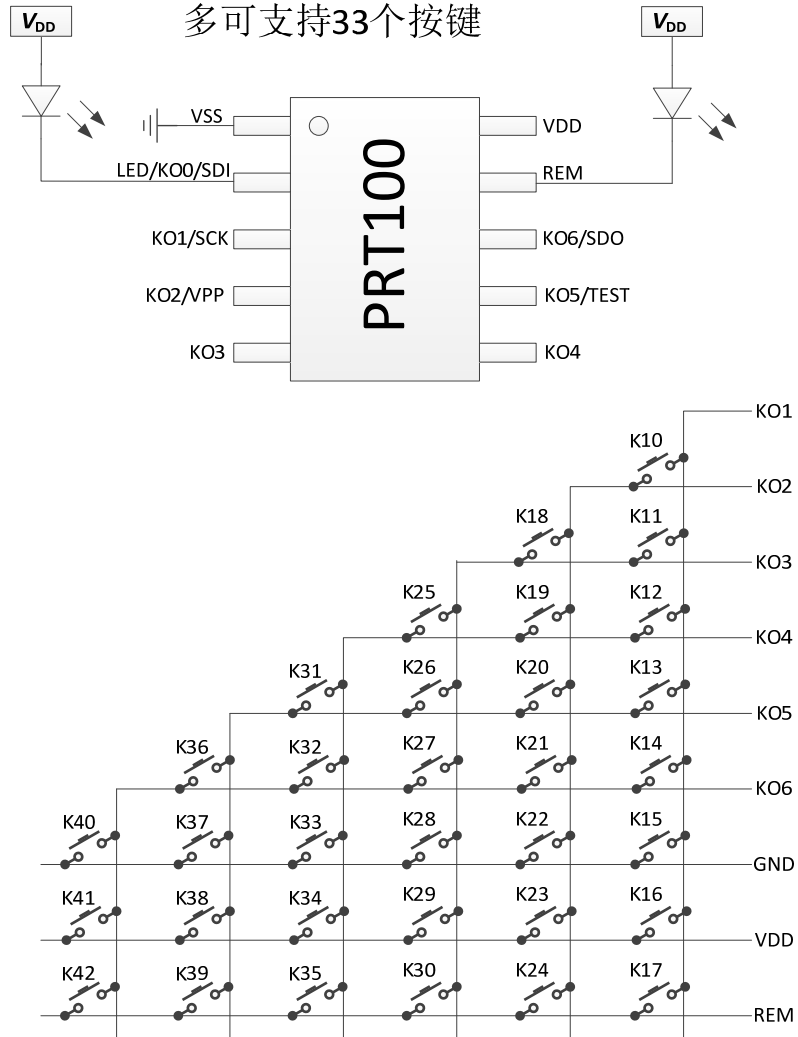 多可支持33个按键
VDD
VDD
VSS
VDD
LED/KO0/SDI
REM
PRT100
KO1/SCK
KO6/SDO
KO2/VPP
KO5/TEST
KO3
KO4
KO1
K10
KO2
K18 K11
KO3
K25 K19 K12
KO4
K31 K26 K20 K13
KO5
K36 K32 K27 K21 K14
KO6
K40 K37 K33 K28 K22 K15
GND
K41 K38 K34 K29 K23 K16
VDD
K42 K39 K35 K30 K24 K17
REM